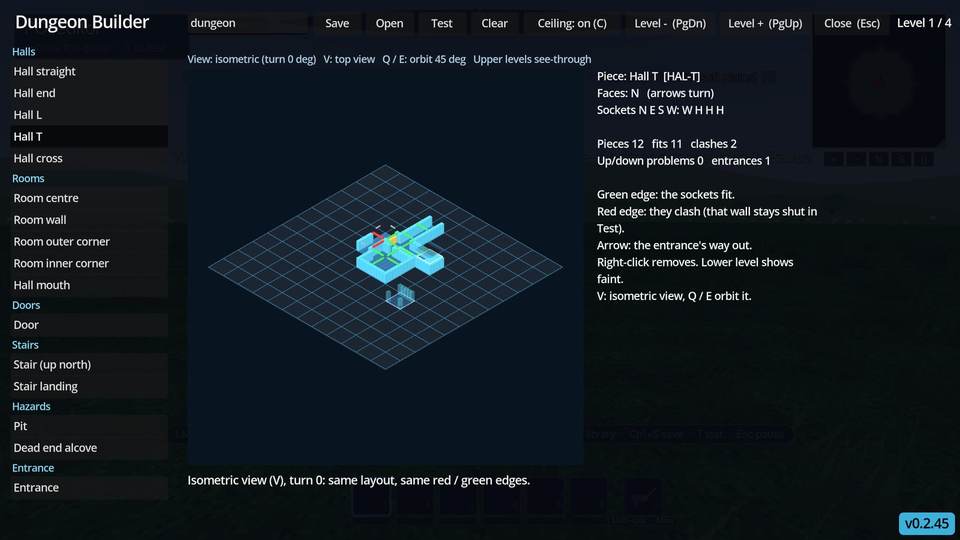 Dungeon Builder
dungeon
Save
Open
Test
Clear
Ceiling: on (C)
Level - (PgDn)
Level + (PgUp)
Close (Esc)
Level 1 / 4
Halls
Hall straight
Hall end
Hall L
Hall T
Hall cross
Rooms
Room centre
Room wall
Room outer corner
Room inner corner
Hall mouth
Doors
Door
Stairs
Stair (up north)
Stair landing
Hazards
Pit
Dead end alcove
Entrance
Entrance
View: isometric (turn 0 deg) V: top view Q / E: orbit 45 deg Upper levels see-through
Piece: Hall T [HAL-T]
Faces: N (arrows turn)
Sockets N E S W: W H H H
Pieces 12 fits 11 clashes 2
Up/down problems 0 entrances 1
Green edge: the sockets fit.
Red edge: they clash (that wall stays shut in
Test).
Arrow: the entrance's way out.
Right-click removes. Lower level shows
faint.
V: isometric view, Q / E orbit it.
Isometric view (V), turn 0: same layout, same red / green edges.
v0.2.45